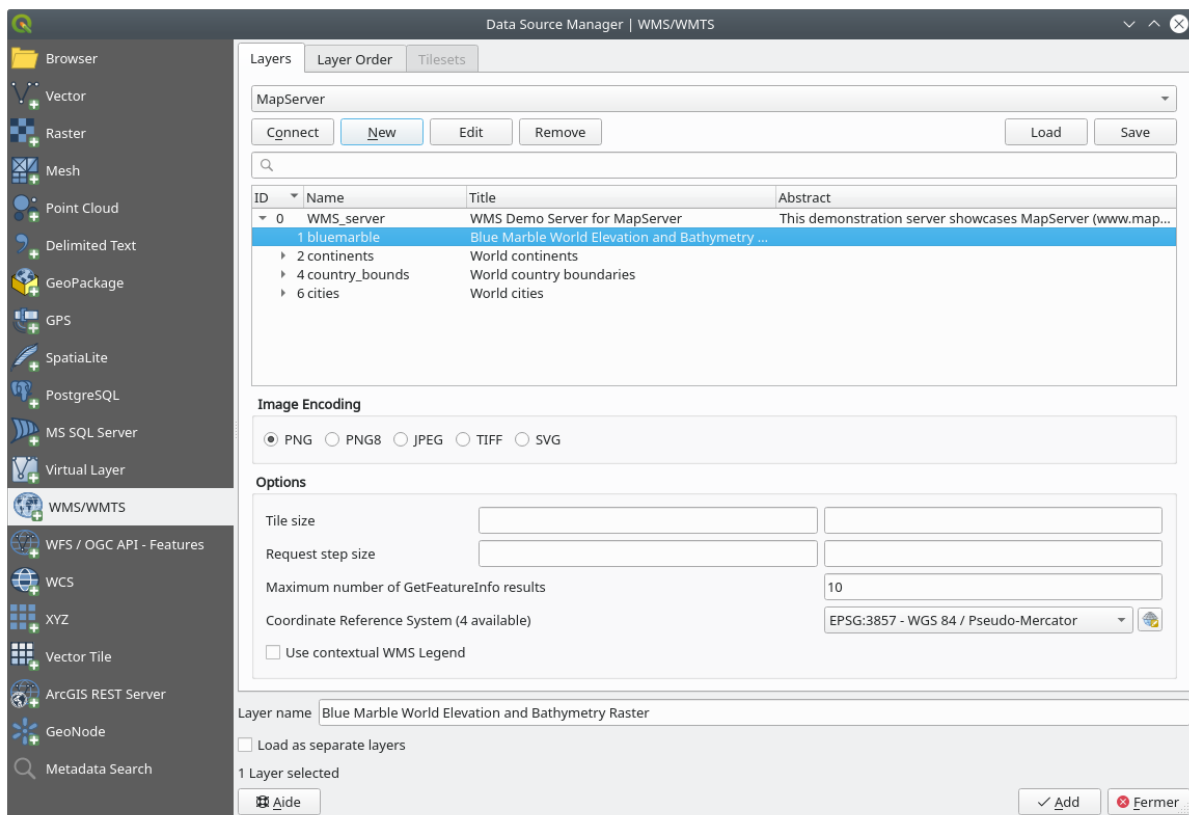 Data Source Manager | WMS/WMTS
Browser
Vector
Raster
Mesh
Point Cloud
Delimited Text
GeoPackage
GPS
SpatiaLite
PostgreSQL
MS SQL Server
Virtual Layer
WMS/WMTS
WFS / OGC API - Features
WCS
XYZ
Vector Tile
ArcGIS REST Server
GeoNode
Metadata Search
Layers Layer Order Tilesets
MapServer
Connect New Edit Remove Load Save
ID Name Title Abstract
0 WMS_server WMS Demo Server for MapServer This demonstration server showcases MapServer (www.map...
1 bluemarble Blue Marble World Elevation and Bathymetry ...
2 continents World continents
4 country_bounds World country boundaries
6 cities World cities
Image Encoding
PNG PNG8 JPEG TIFF SVG
Options
Tile size
Request step size
Maximum number of GetFeatureInfo results 10
Coordinate Reference System (4 available) EPSG:3857 - WGS 84 / Pseudo-Mercator
Use contextual WMS Legend
Layer name Blue Marble World Elevation and Bathymetry Raster
Load as separate layers
1 Layer selected
Aide Add Fermer